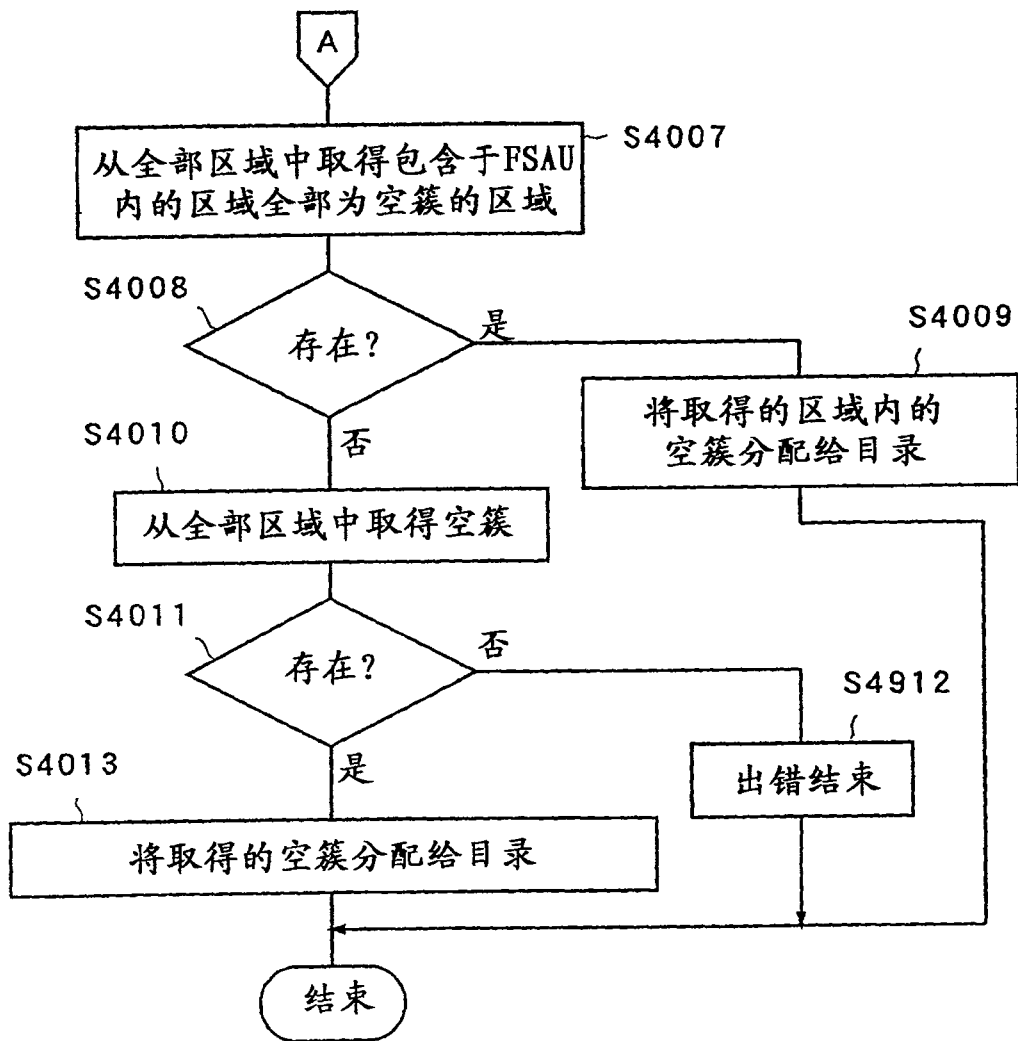 A
S4007
从全部区域中取得包含于FSAU
内的区域全部为空簇的区域
S4008
存在?
是
S4009
将取得的区域内的
空簇分配给目录
否
S4010
从全部区域中取得空簇
S4011
存在?
否
S4912
出错结束
是
S4013
将取得的空簇分配给目录
结束